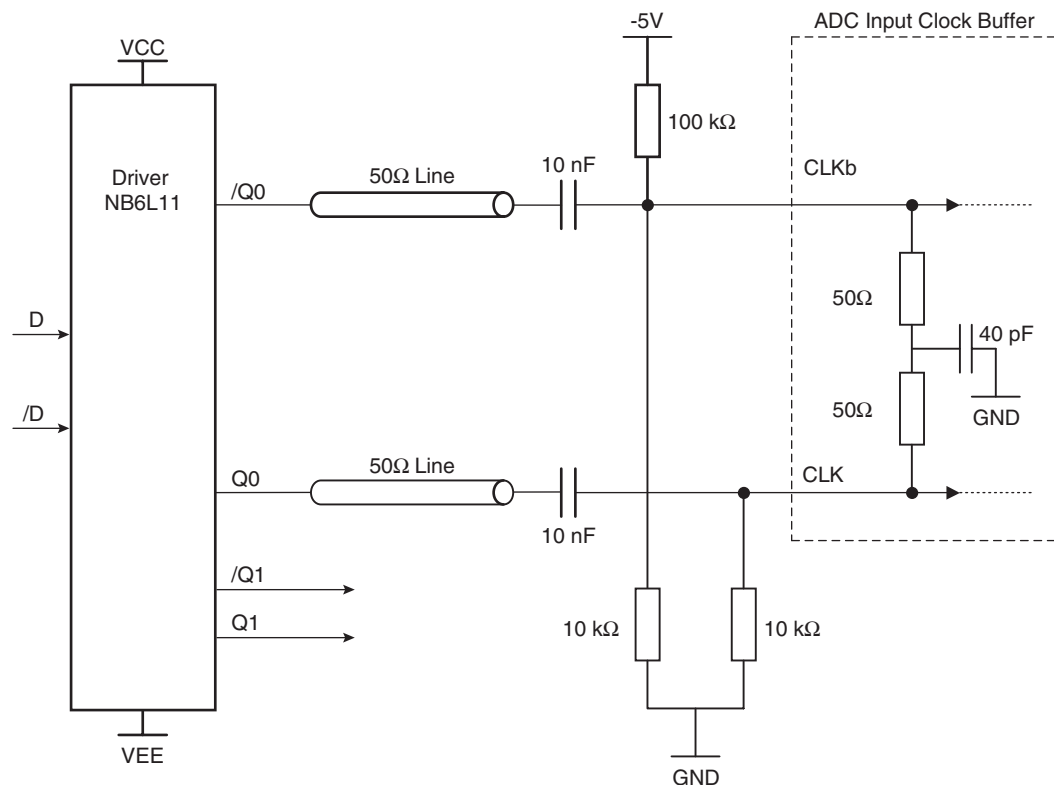 -5V
ADC Input Clock Buffer
VCC
100 kΩ
10 nF
CLKb
Driver
NB6L11
/Q0
50Ω Line
50Ω
40 pF
D
/D
50Ω
GND
Q0
50Ω Line
CLK
10 nF
/Q1
Q1
10 kΩ
10 kΩ
VEE
GND